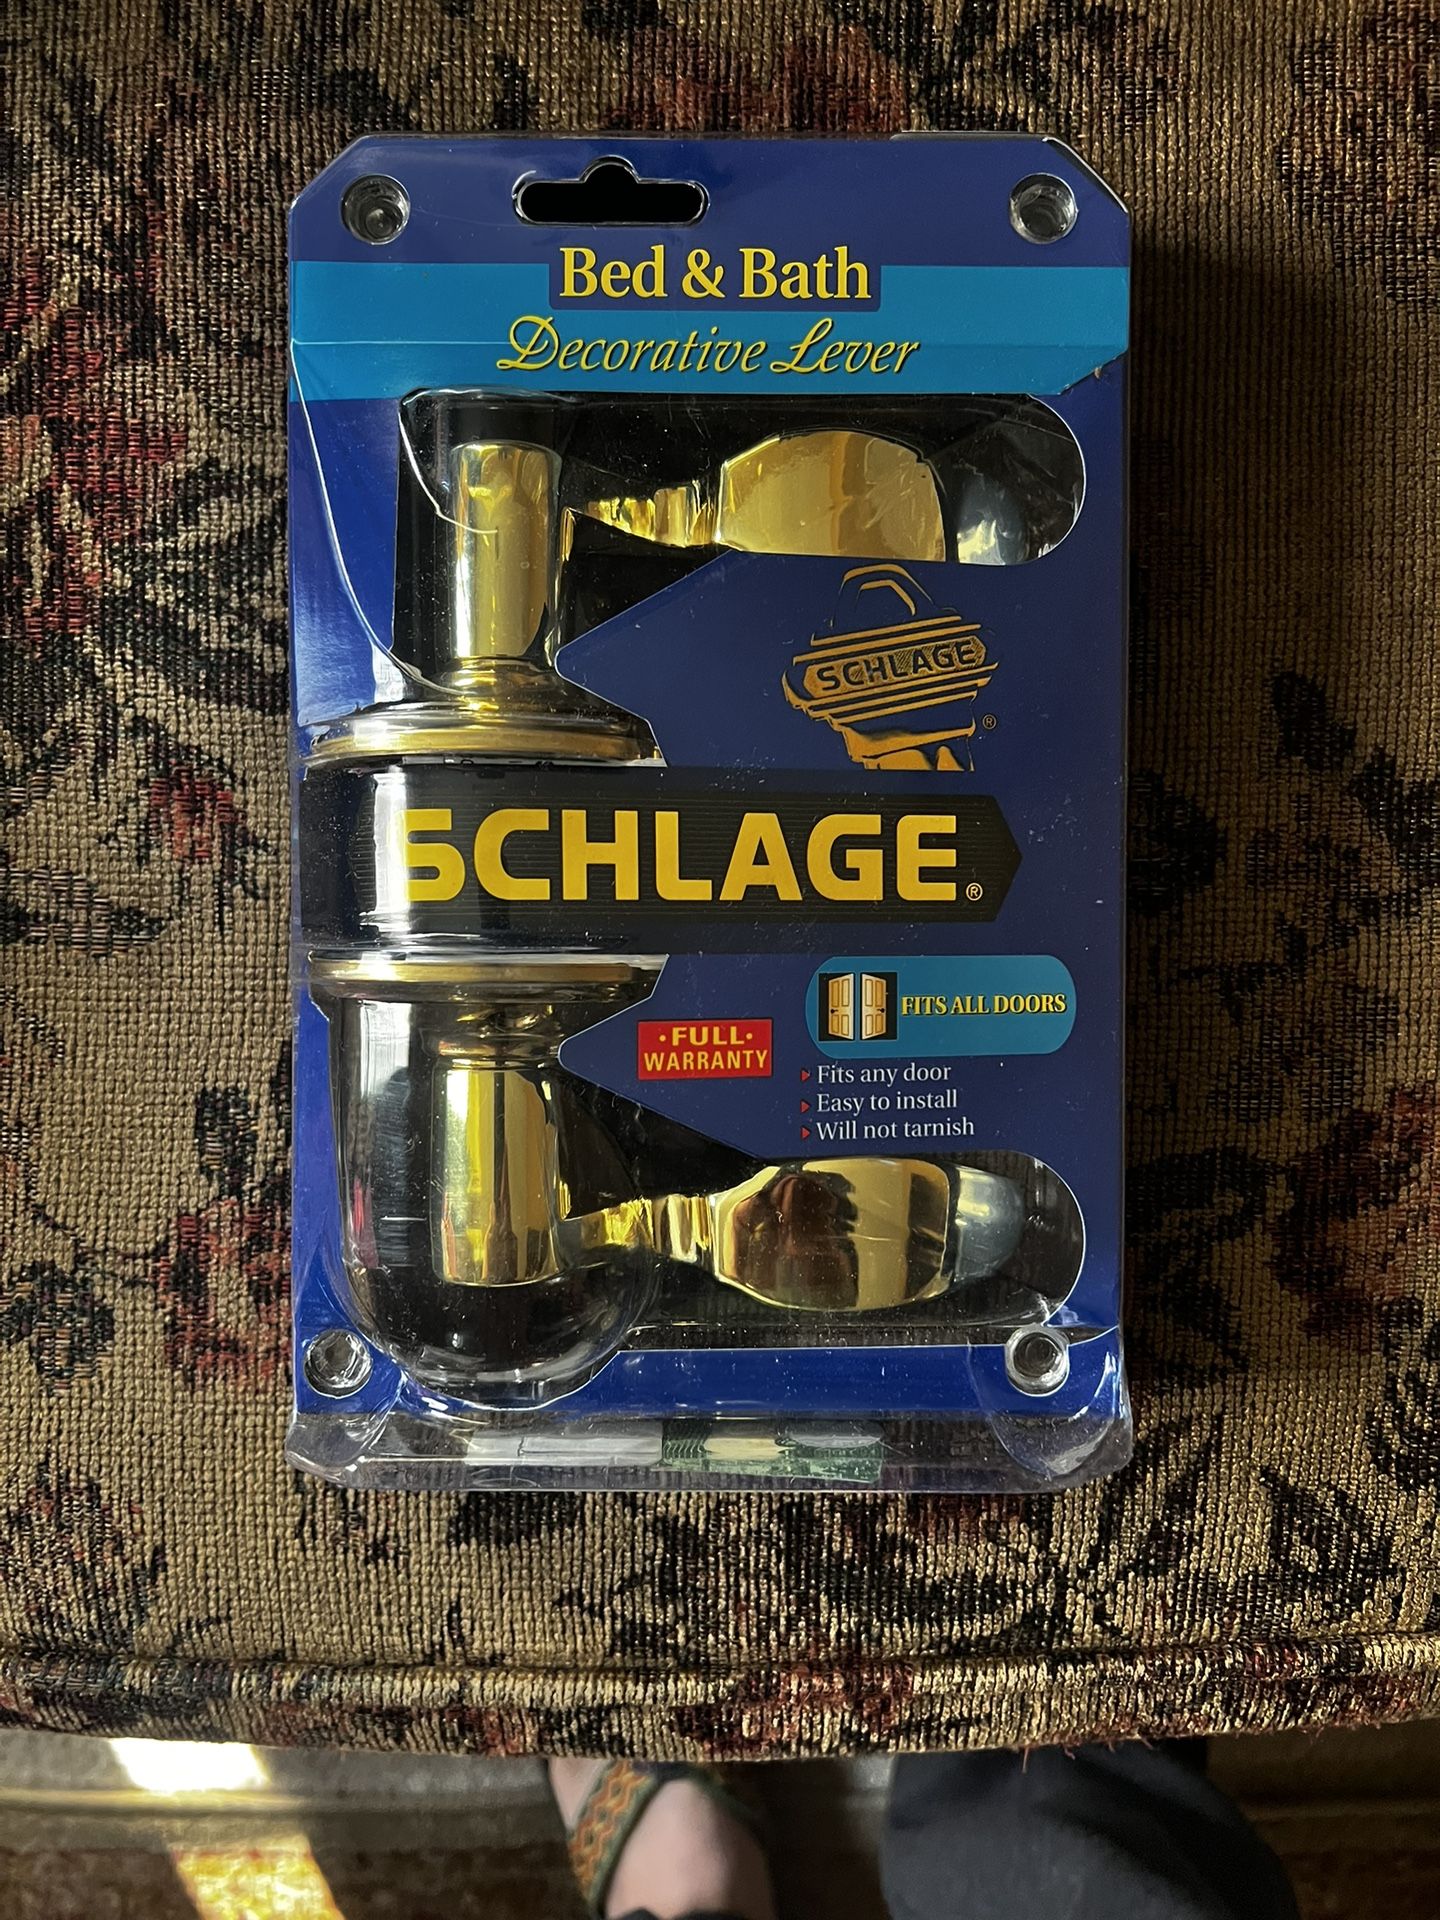 Bed & Bath
Decorative Lever
SCHLAGE
®
SCHLAGE®
FITS ALL DOORS
·FULL·
WARRANTY
Fits any door
Easy to install
Will not tarnish